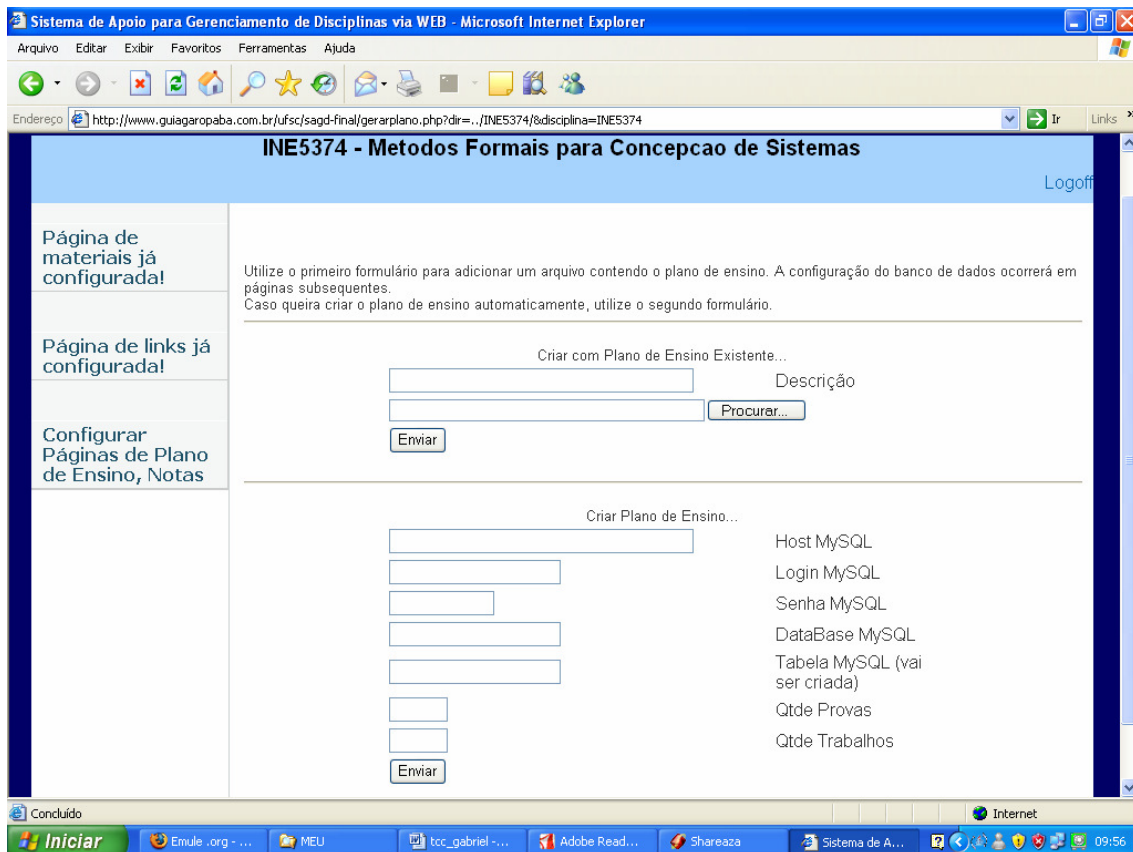 Sistema de Apoio para Gerenciamento de Disciplinas via WEB - Microsoft Internet Explorer
Arquivo Editar Exibir Favoritos Ferramentas Ajuda
Endereço http://www.guiagaropaba.com.br/ufsc/sagd-final/gerarplano.php?dir=../INE5374/&disciplina=INE5374 Ir Links »
INE5374 - Metodos Formais para Concepcao de Sistemas
Logoff
Página de
materiais já
configurada!
Página de links já
configurada!
Configurar
Páginas de Plano
de Ensino, Notas
Utilize o primeiro formulário para adicionar um arquivo contendo o plano de ensino. A configuração do banco de dados ocorrerá em
páginas subsequentes.
Caso queira criar o plano de ensino automaticamente, utilize o segundo formulário.
Criar com Plano de Ensino Existente...
Descrição
Procurar...
Enviar
Criar Plano de Ensino...
Host MySQL
Login MySQL
Senha MySQL
DataBase MySQL
Tabela MySQL (vai
ser criada)
Qtde Provas
Qtde Trabalhos
Enviar
Concluído Internet
Iniciar Emule .org - ... MEU tcc_gabriel -... Adobe Read... Shareaza Sistema de A... 09:56